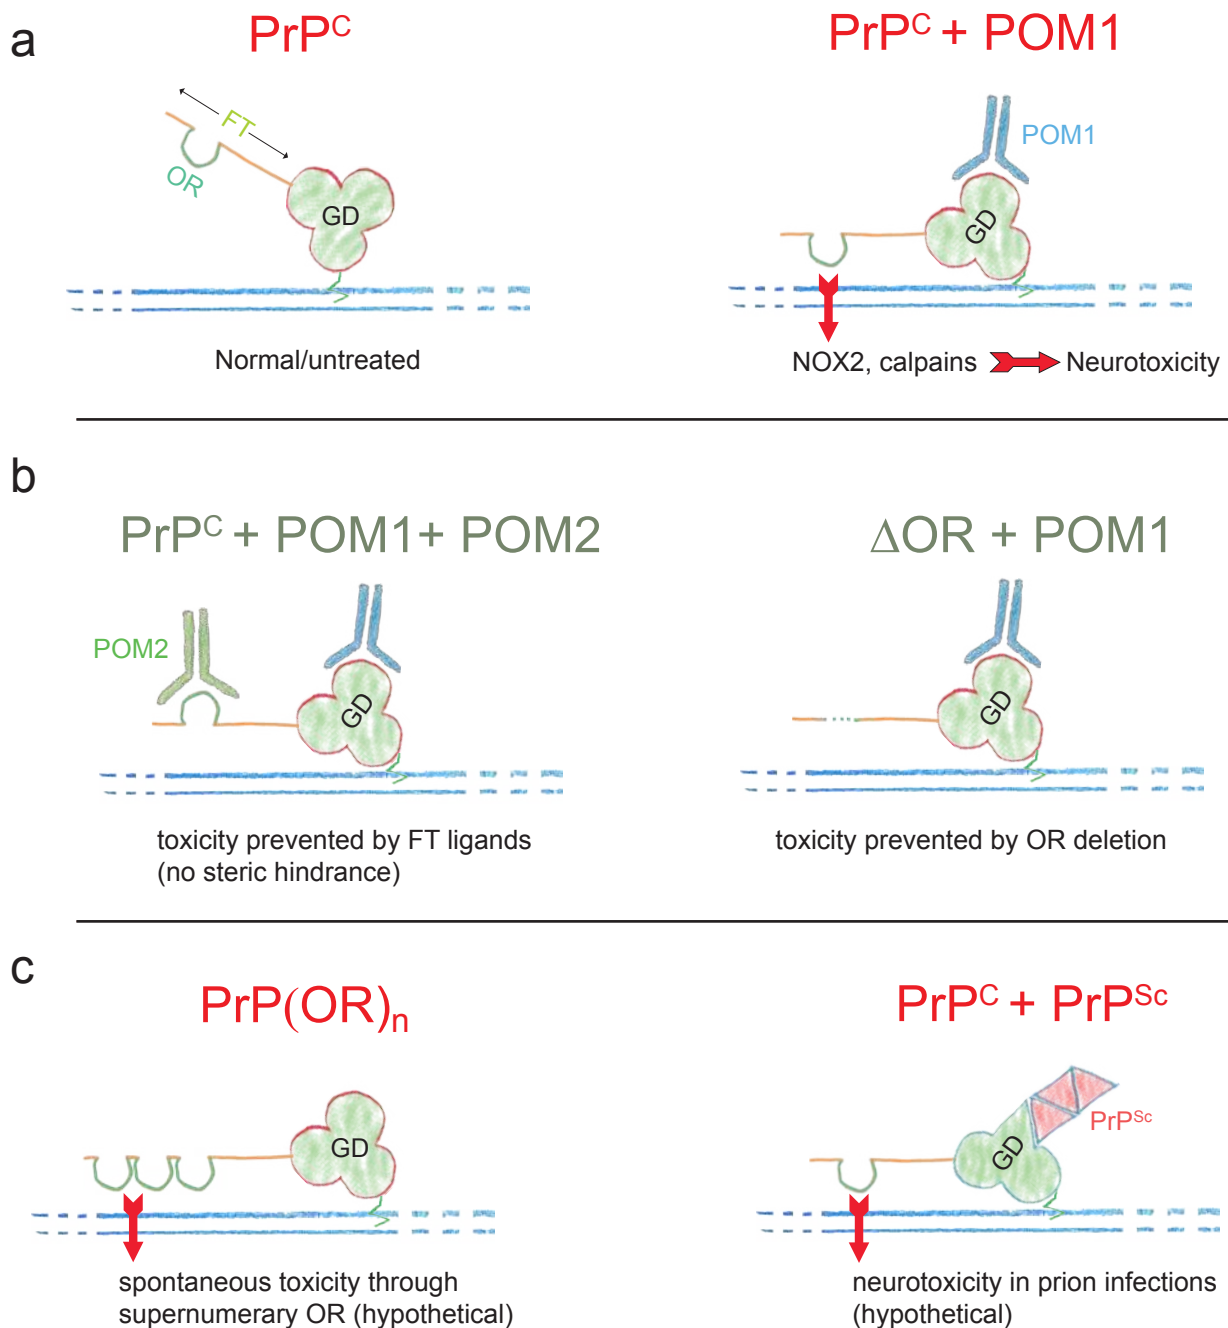 a
PrPC
PrPC + POM1
FT
OR
GD
POM1
GD
Normal/untreated
NOX2, calpains Neurotoxicity
b
PrPC + POM1+ POM2
ΔOR + POM1
POM2
GD
GD
toxicity prevented by FT ligands
(no steric hindrance)
toxicity prevented by OR deletion
c
PrP(OR)n
PrPC + PrPSc
GD
PrPSc
GD
spontaneous toxicity through
supernumerary OR (hypothetical)
neurotoxicity in prion infections
(hypothetical)